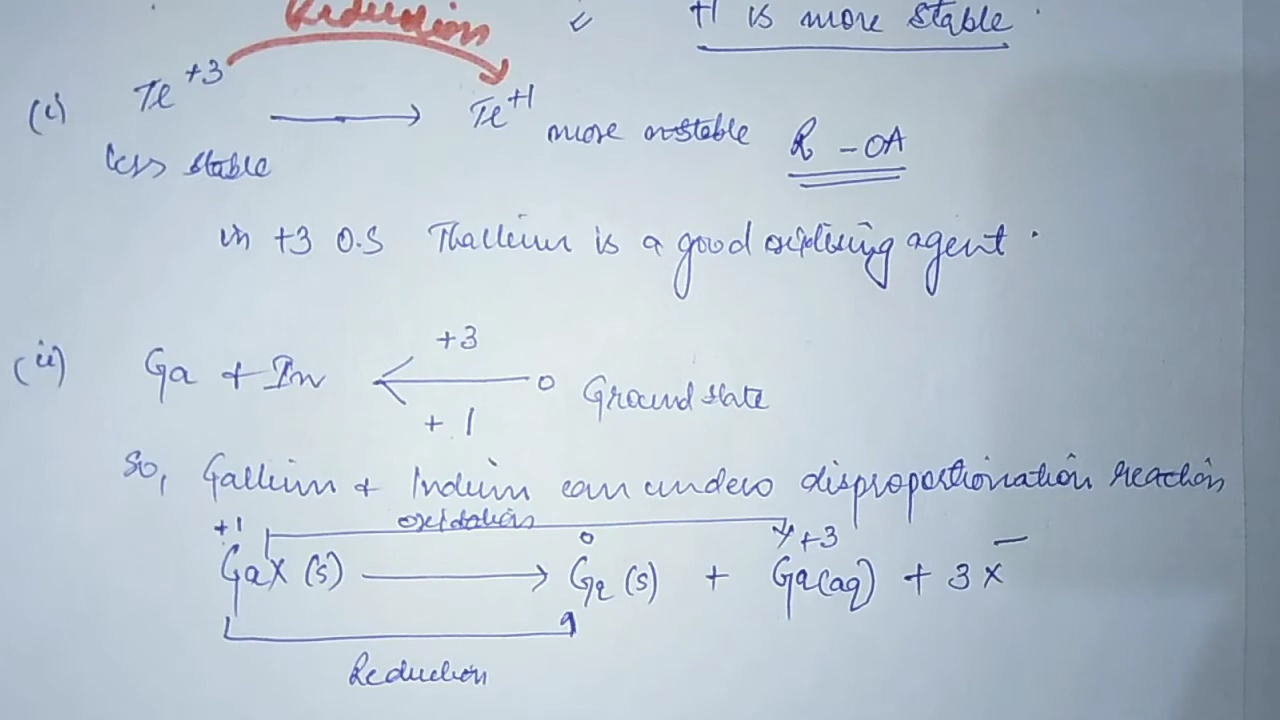 Reduction +1 is more stable.
(i) Tl +3 → Tl +1 more stable R - OA
less stable
in +3 O.S Thallium is a good oxidising agent.
+3
(ii) Ga + In 0 Ground state
+1
So, Gallium + Indium can undero disproportionation reaction
oxidation
+1 0 +3
GaX (s) → Ga (s) + Ga(aq) + 3 X⁻
Reduction